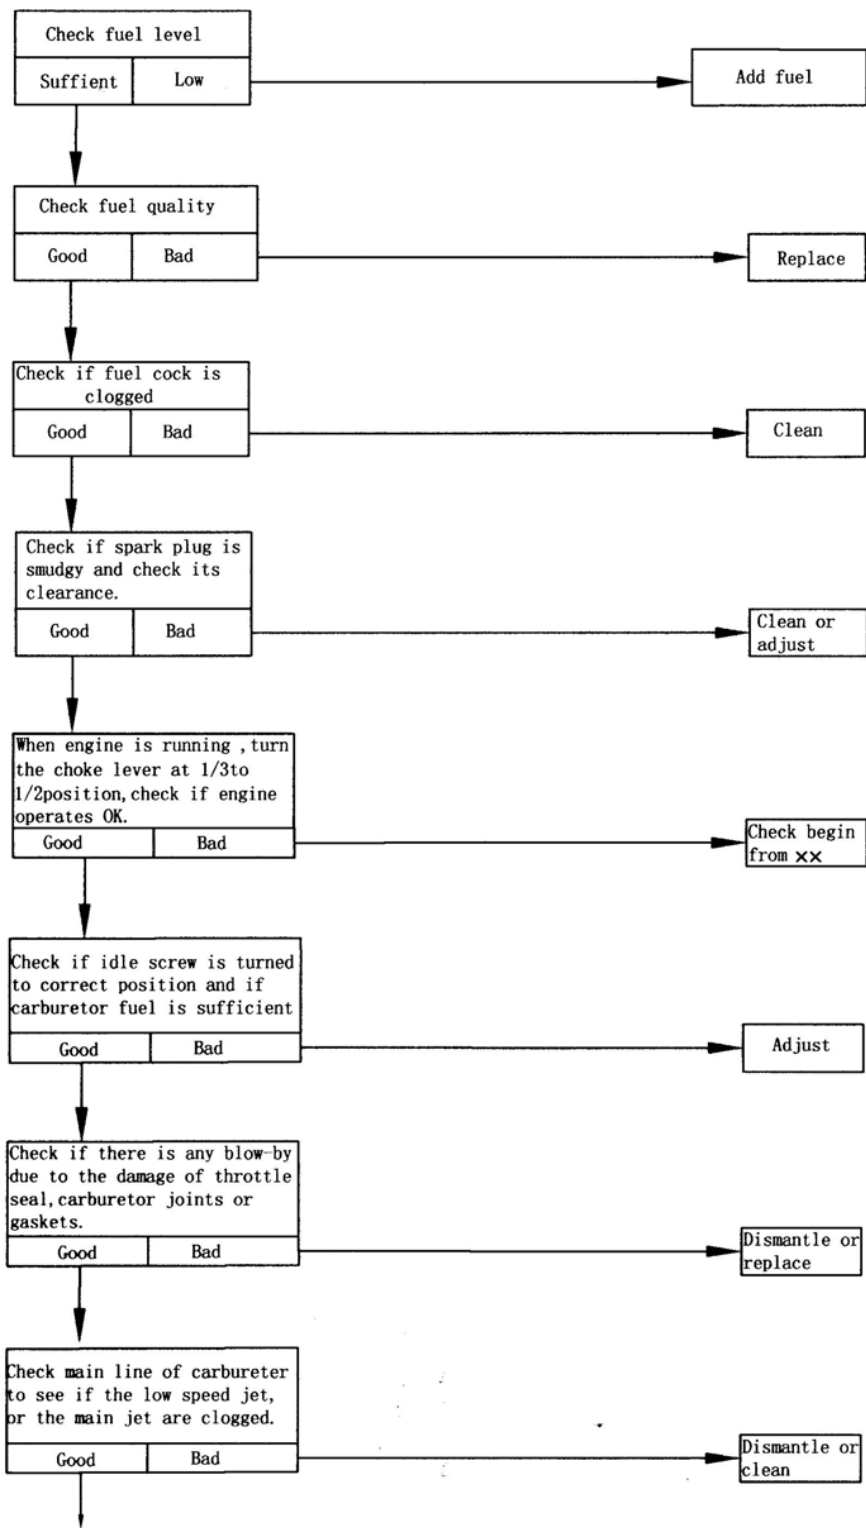 Check fuel level
Suffient Low
Add fuel
Check fuel quality
Good Bad
Replace
Check if fuel cock is
clogged
Good Bad
Clean
Check if spark plug is
smudgy and check its
clearance.
Good Bad
Clean or
adjust
When engine is running ,turn
the choke lever at 1/3to
1/2position,check if engine
operates OK.
Good Bad
Check begin
from ××
Check if idle screw is turned
to correct position and if
carburetor fuel is sufficient
Good Bad
Adjust
Check if there is any blow-by
due to the damage of throttle
seal,carburetor joints or
gaskets.
Good Bad
Dismantle or
replace
Check main line of carbureter
to see if the low speed jet,
or the main jet are clogged.
Good Bad
Dismantle or
clean